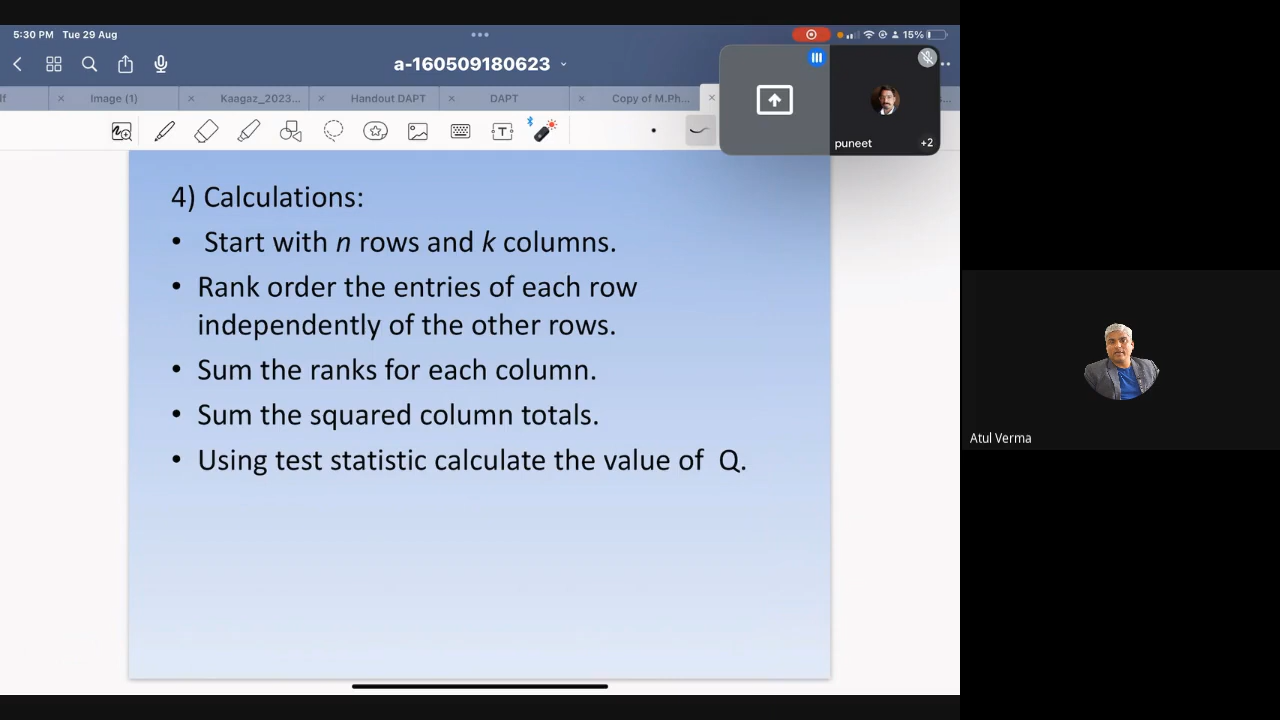 5:30 PM Tue 29 Aug
15%
a-160509180623
lf
Image (1)
Kaagaz_2023...
Handout DAPT
DAPT
Copy of M.Ph...
puneet
+2
4) Calculations:
• Start with n rows and k columns.
• Rank order the entries of each row
independently of the other rows.
• Sum the ranks for each column.
• Sum the squared column totals.
• Using test statistic calculate the value of Q.
Atul Verma